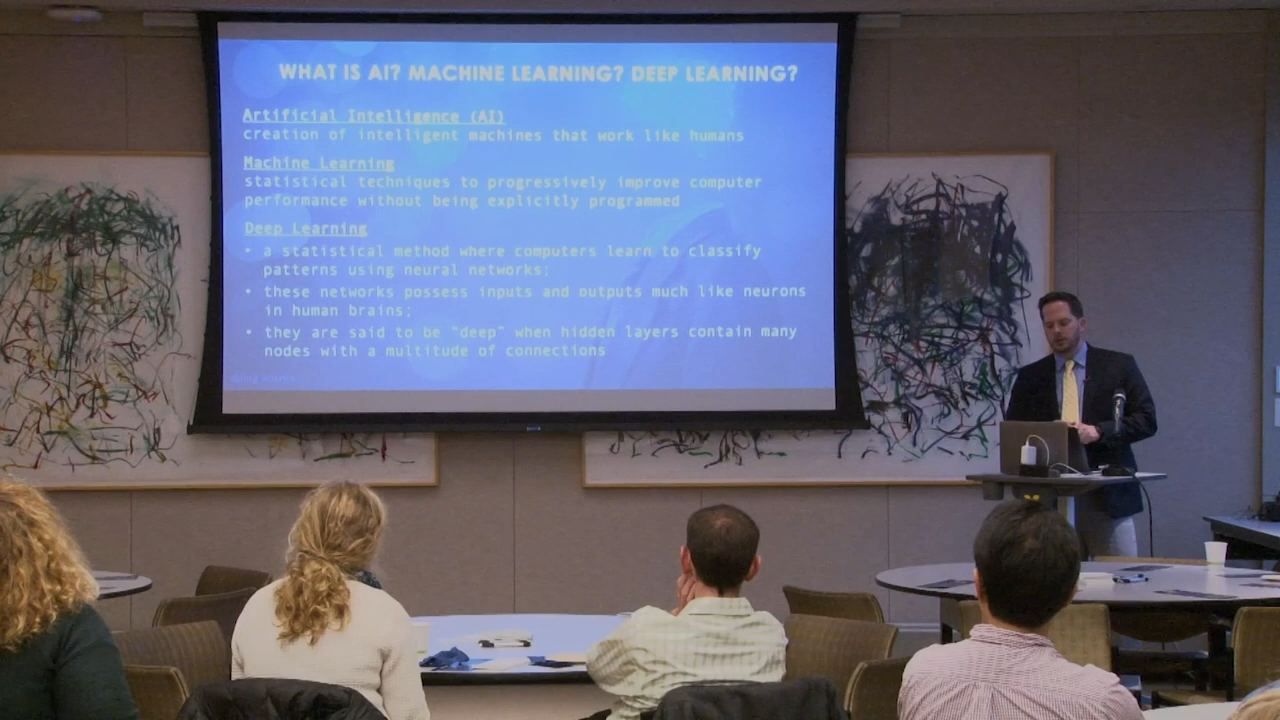 WHAT IS AI? MACHINE LEARNING? DEEP LEARNING?
Artificial Intelligence (AI)
creation of intelligent machines that work like humans
Machine Learning
statistical techniques to progressively improve computer
performance without being explicitly programmed
Deep Learning
• a statistical method where computers learn to classify
patterns using neural networks;
• these networks possess inputs and outputs much like neurons
in human brains;
• they are said to be "deep" when hidden layers contain many
nodes with a multitude of connections